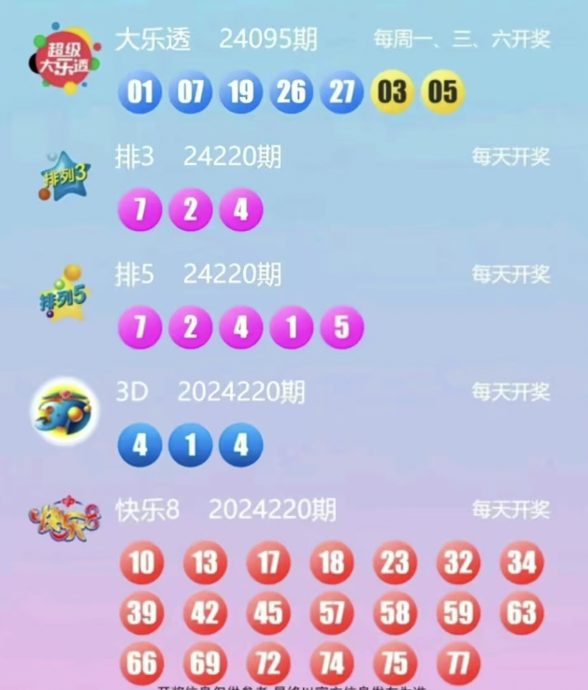 超级
大乐透
大乐透 24095期 每周一、三、六开奖
01 07 19 26 27 03 05
排列3
排3 24220期 每天开奖
7 2 4
排列5
排5 24220期 每天开奖
7 2 4 1 5
3D 2024220期 每天开奖
4 1 4
快乐8
快乐8 2024220期 每天开奖
10 13 17 18 23 32 34
39 42 45 57 58 59 63
66 69 72 74 75 77